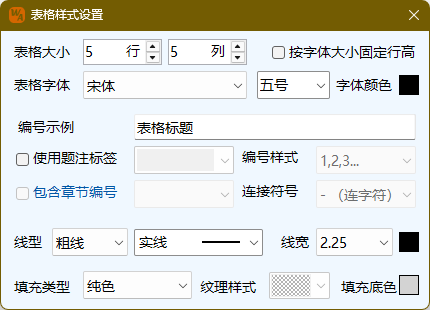 表格样式设置
表格大小 5 行 5 列 按字体大小固定行高
表格字体 宋体 五号 字体颜色
编号示例 表格标题
使用题注标签 编号样式 1,2,3...
包含章节编号 连接符号 - （连字符）
线型 粗线 实线 线宽 2.25
填充类型 纯色 纹理样式 填充底色